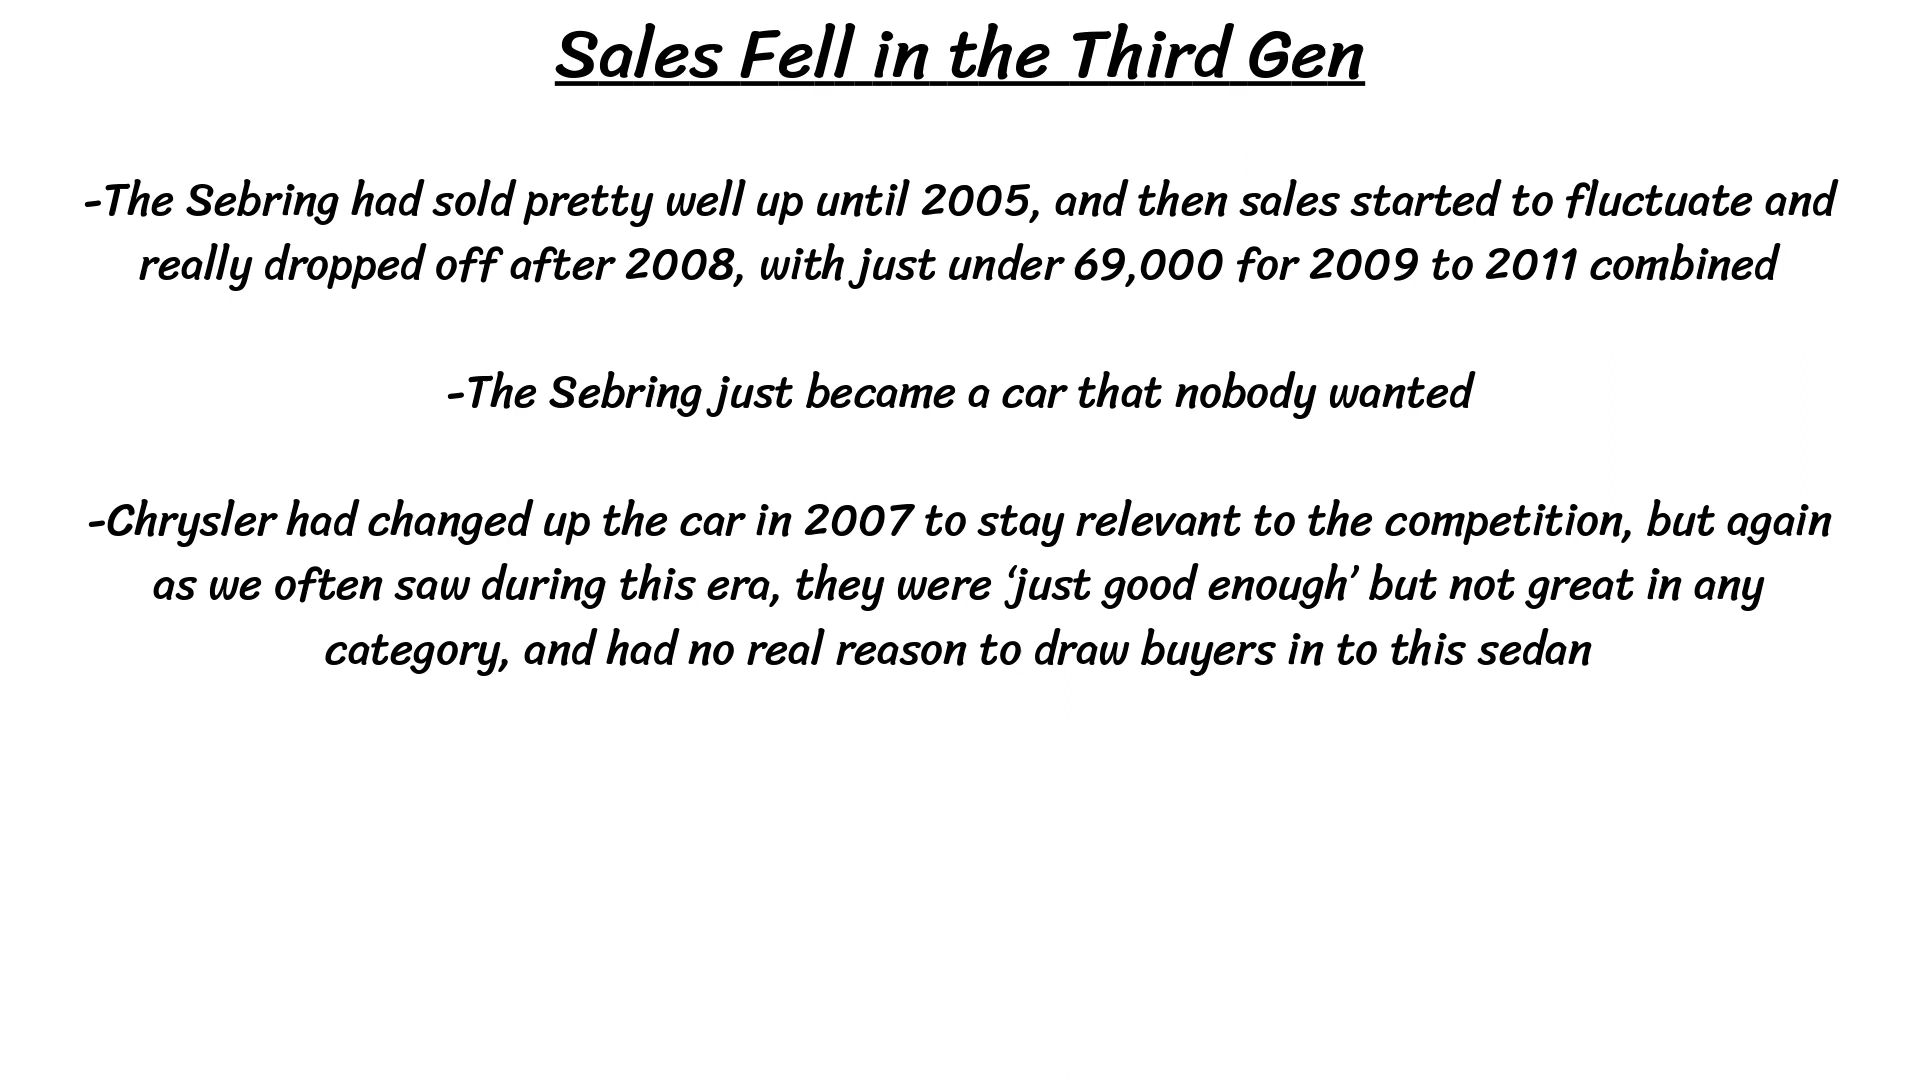 Sales Fell in the Third Gen
-The Sebring had sold pretty well up until 2005, and then sales started to fluctuate and
really dropped off after 2008, with just under 69,000 for 2009 to 2011 combined
-The Sebring just became a car that nobody wanted
-Chrysler had changed up the car in 2007 to stay relevant to the competition, but again
as we often saw during this era, they were ‘just good enough’ but not great in any
category, and had no real reason to draw buyers in to this sedan